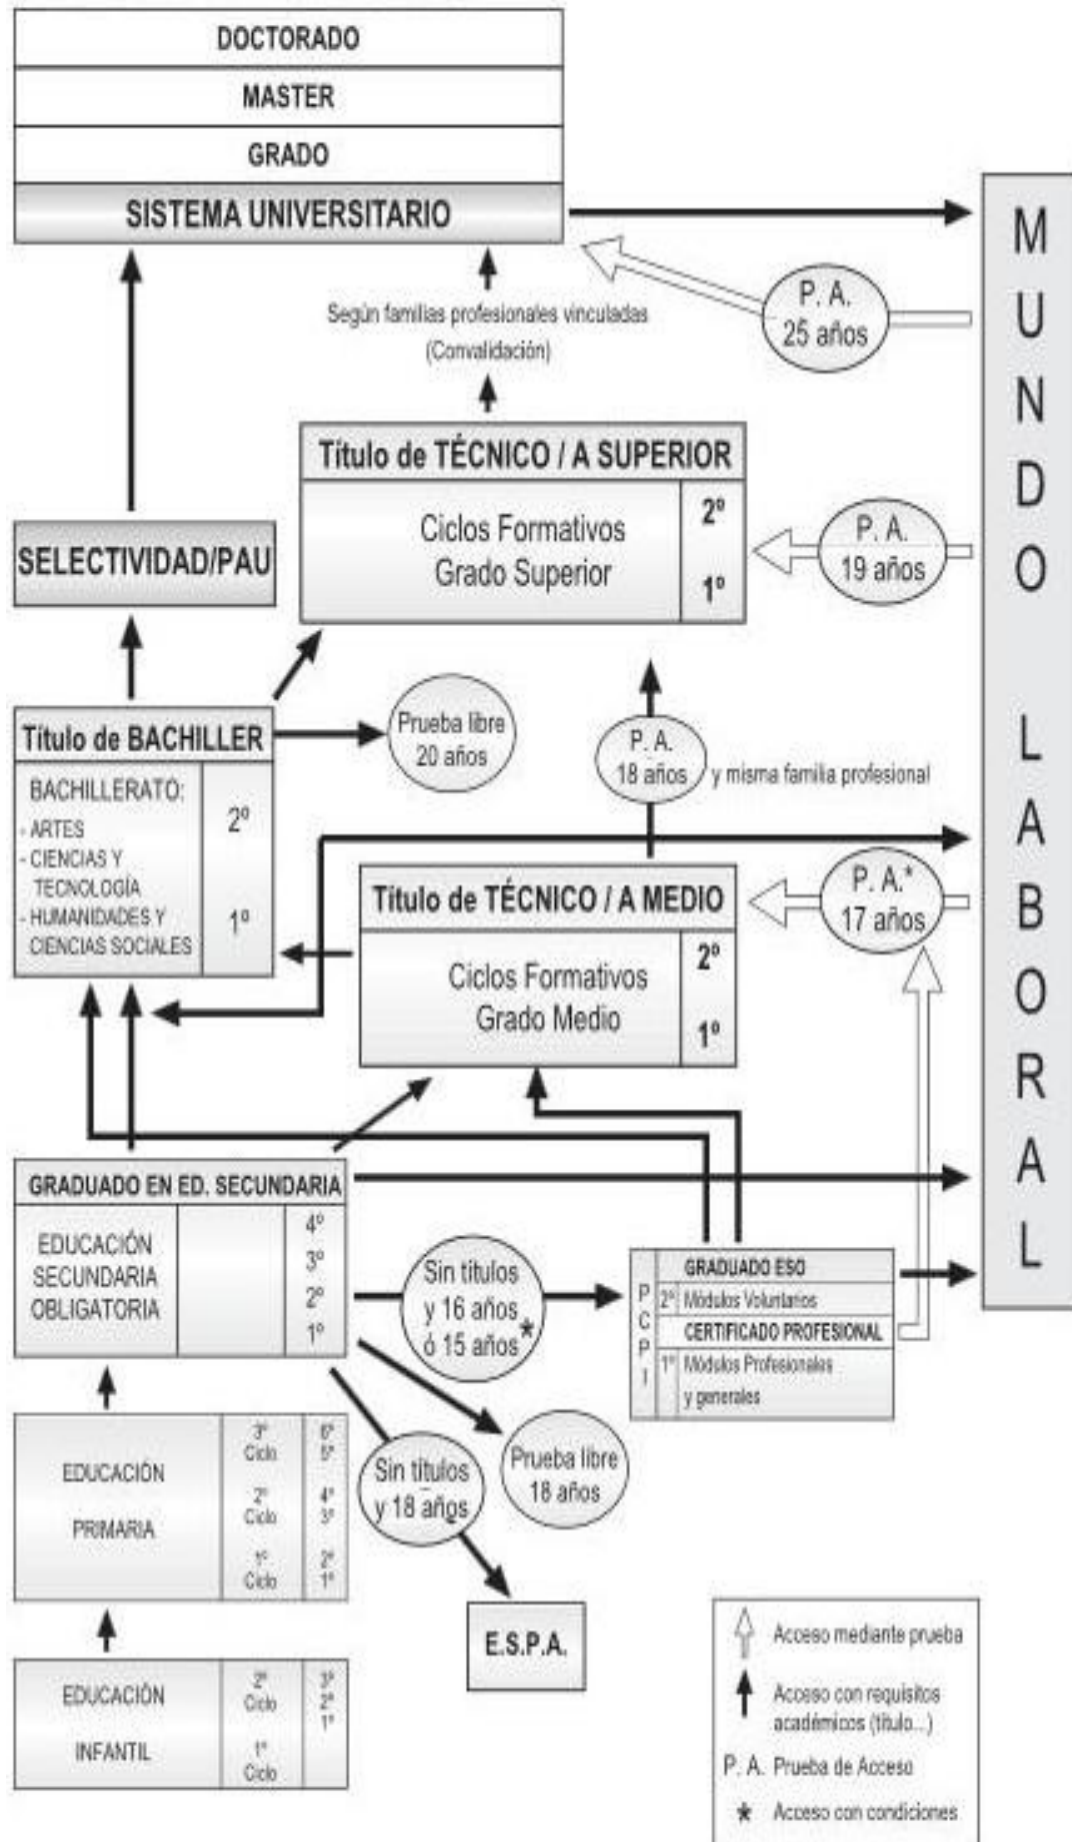 DOCTORADO
MASTER
GRADO
SISTEMA UNIVERSITARIO
P. A.
25 años
Según familias profesionales vinculadas
(Convalidación)
Título de TÉCNICO / A SUPERIOR
Ciclos Formativos
Grado Superior
2º
1º
P. A.
19 años
SELECTIVIDAD/PAU
Prueba libre
20 años
P. A.
18 años
y misma familia profesional
Título de BACHILLER
BACHILLERATO:
- ARTES
- CIENCIAS Y
TECNOLOGÍA
- HUMANIDADES Y
CIENCIAS SOCIALES
2º
1º
Título de TÉCNICO / A MEDIO
Ciclos Formativos
Grado Medio
2º
1º
P. A.*
17 años
MUNDO LABORAL
GRADUADO EN ED. SECUNDARIA
EDUCACIÓN
SECUNDARIA
OBLIGATORIA
4º
3º
2º
1º
Sin títulos
y 16 años
ó 15 años*
PCPI
GRADUADO ESO
2º Módulos Voluntarios
CERTIFICADO PROFESIONAL
1º Módulos Profesionales
y generales
EDUCACIÓN
PRIMARIA
3º
Ciclo
2º
Ciclo
1º
Ciclo
6º
5º
4º
3º
2º
1º
Sin títulos
y 18 años
Prueba libre
18 años
E.S.P.A.
EDUCACIÓN
INFANTIL
2º
Ciclo
1º
Ciclo
3º
2º
1º
Acceso mediante prueba
Acceso con requisitos
académicos (título...)
P. A. Prueba de Acceso
* Acceso con condiciones